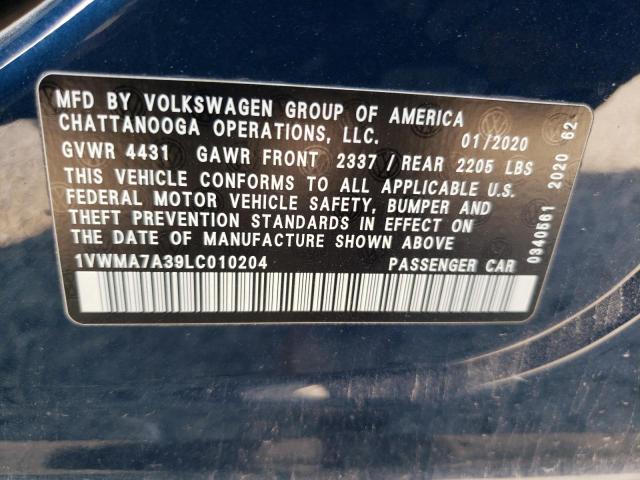 MFD BY VOLKSWAGEN GROUP OF AMERICA
CHATTANOOGA OPERATIONS, LLC. 01/2020
GVWR 4431 GAWR FRONT 2337 / REAR 2205 LBS
THIS VEHICLE CONFORMS TO ALL APPLICABLE U.S.
FEDERAL MOTOR VEHICLE SAFETY, BUMPER AND
THEFT PREVENTION STANDARDS IN EFFECT ON
THE DATE OF MANUFACTURE SHOWN ABOVE
1VWMA7A39LC010204 PASSENGER CAR
0340561 2020 62.